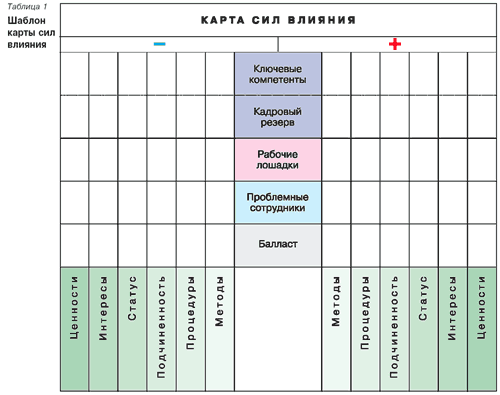 Таблица 1
Шаблон
карты сил
влияния
КАРТА СИЛ ВЛИЯНИЯ
− +
Ключевые
компетенты
Кадровый
резерв
Рабочие
лошадки
Проблемные
сотрудники
Балласт
Ценности
Интересы
Статус
Подчиненность
Процедуры
Методы
Методы
Процедуры
Подчиненность
Статус
Интересы
Ценности